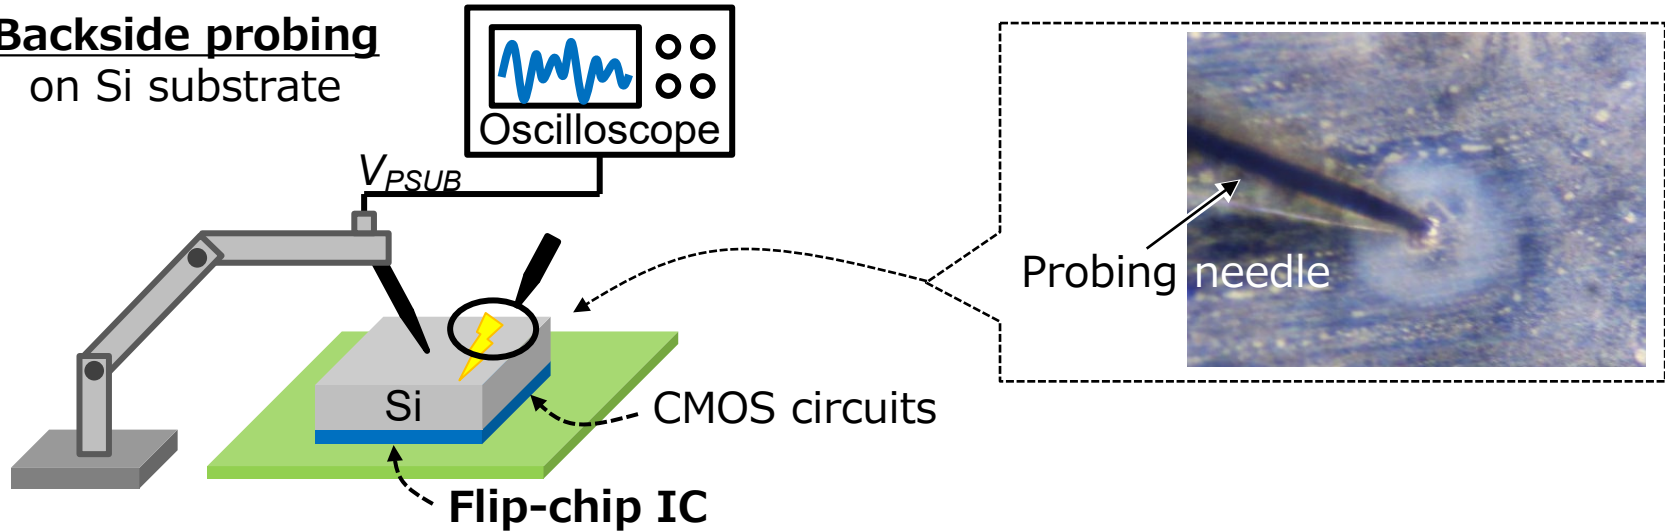 Backside probing
on Si substrate
Oscilloscope
VPSUB
Probing needle
Si
CMOS circuits
Flip-chip IC